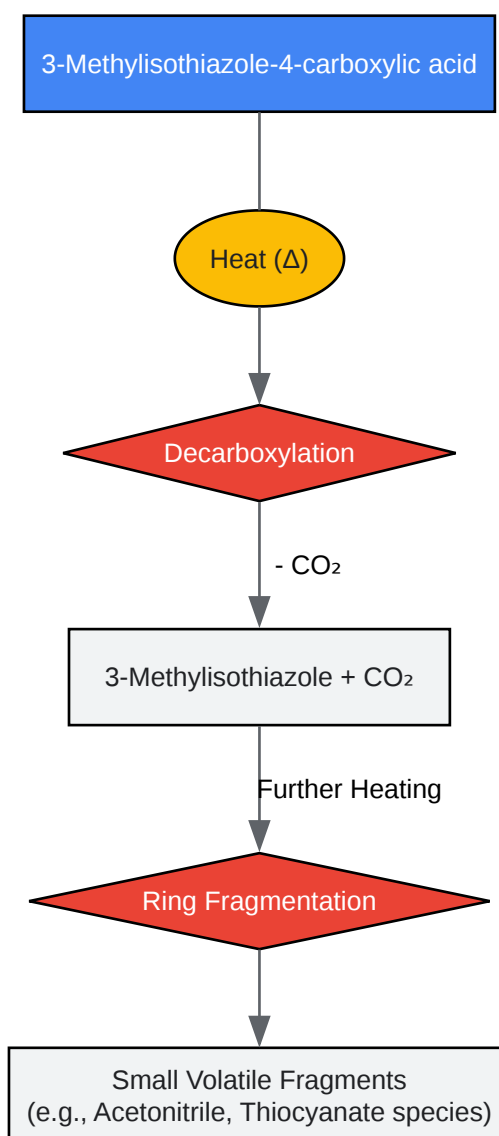 3-Methylisothiazole-4-carboxylic acid
Heat (Δ)
Decarboxylation
- CO₂
3-Methylisothiazole + CO₂
Further Heating
Ring Fragmentation
Small Volatile Fragments
(e.g., Acetonitrile, Thiocyanate species)